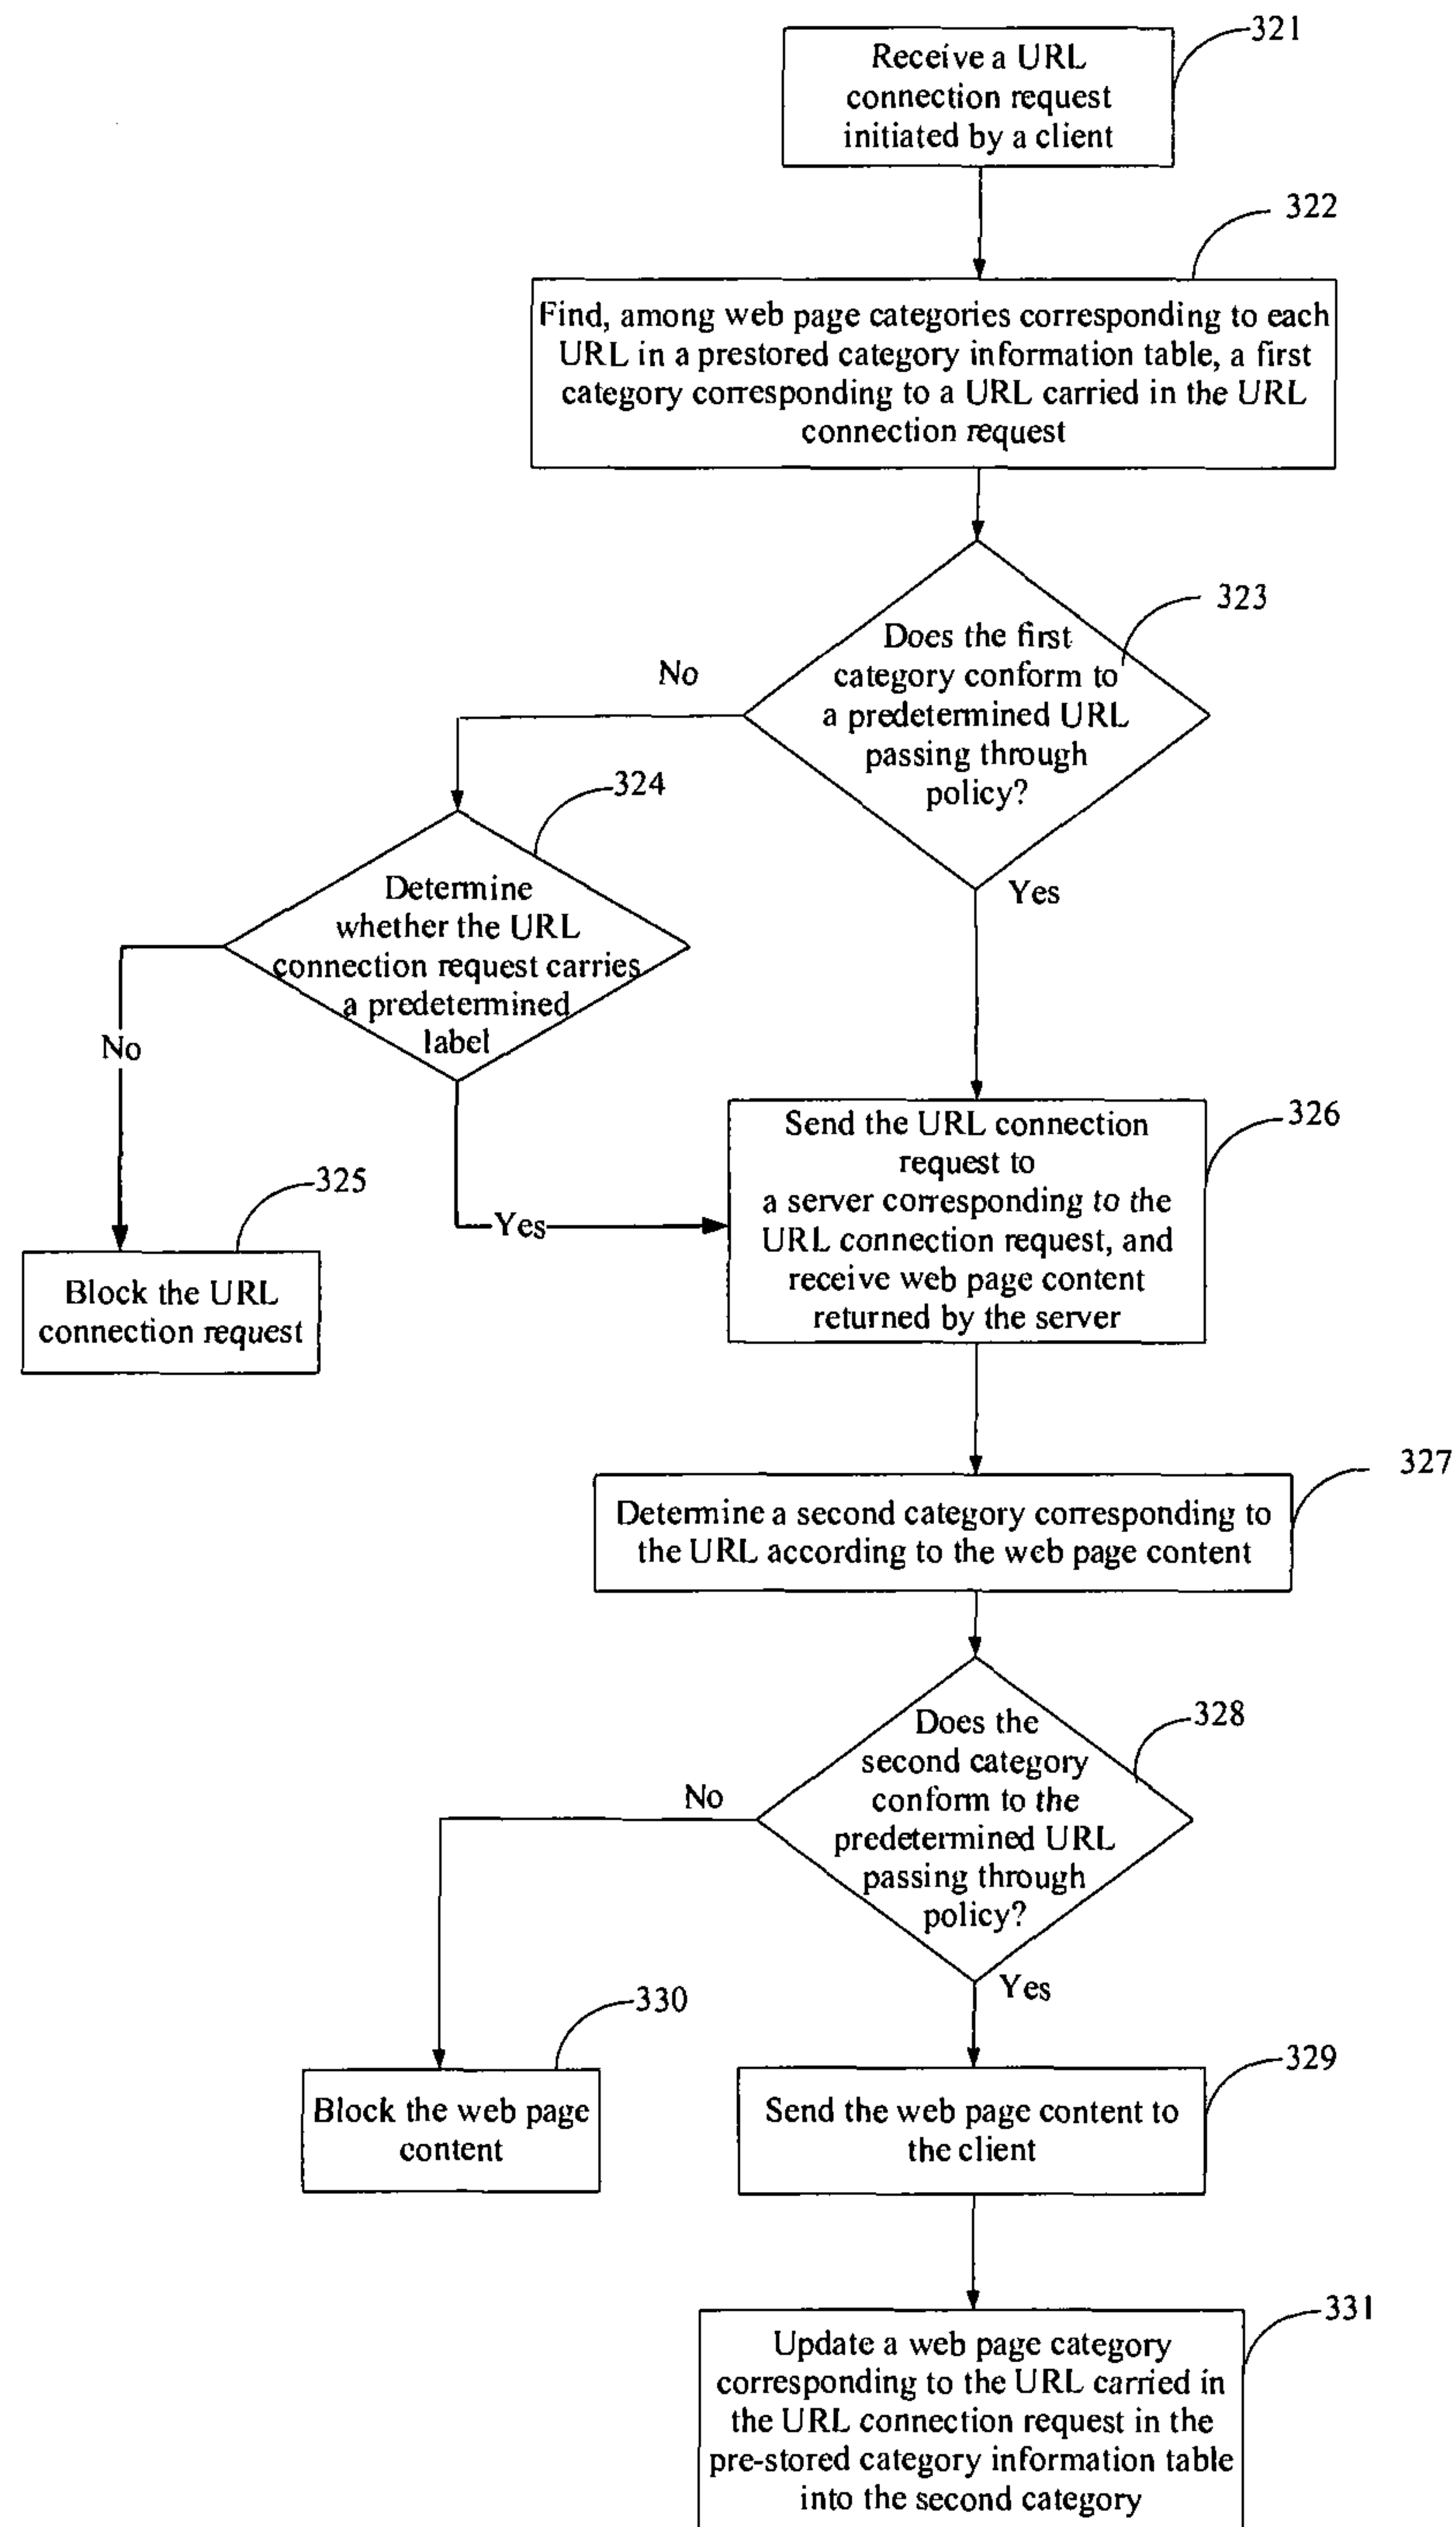 321
Receive a URL
connection request
initiated by a client
322
Find, among web page categories corresponding to each
URL in a prestored category information table, a first
category corresponding to a URL carried in the URL
connection request
323
Does the first
category conform to
a predetermined URL
passing through
policy?
No
Yes
324
Determine
whether the URL
connection request carries
a predetermined
label
No
Yes
325
Block the URL
connection request
326
Send the URL connection
request to
a server corresponding to the
URL connection request, and
receive web page content
returned by the server
327
Determine a second category corresponding to
the URL according to the web page content
328
Does the
second category
conform to the
predetermined URL
passing through
policy?
No
Yes
330
Block the web page
content
329
Send the web page content to
the client
331
Update a web page category
corresponding to the URL carried in
the URL connection request in the
pre-stored category information table
into the second category